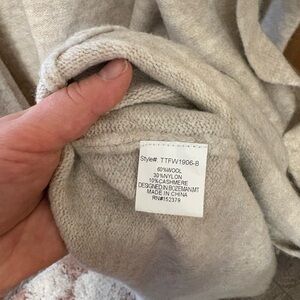 Style#: TTFW1906-B
60%WOOL
30%NYLON
10%CASHMERE
DESIGNED IN BOZEMAN,MT
MADE IN CHINA
RN#152379